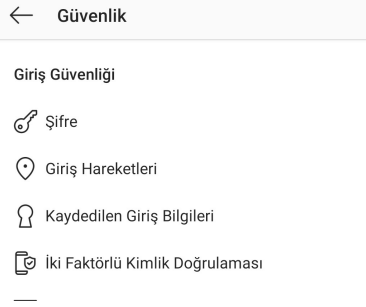 Güvenlik
Giriş Güvenliği
Şifre
Giriş Hareketleri
Kaydedilen Giriş Bilgileri
İki Faktörlü Kimlik Doğrulaması